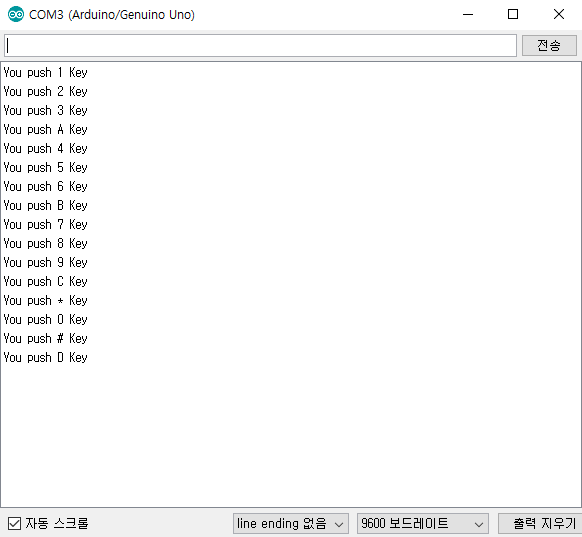 COM3 (Arduino/Genuino Uno)
전송
You push 1 Key
You push 2 Key
You push 3 Key
You push A Key
You push 4 Key
You push 5 Key
You push 6 Key
You push B Key
You push 7 Key
You push 8 Key
You push 9 Key
You push C Key
You push * Key
You push 0 Key
You push # Key
You push D Key
자동 스크롤 line ending 없음 9600 보드레이트 출력 지우기